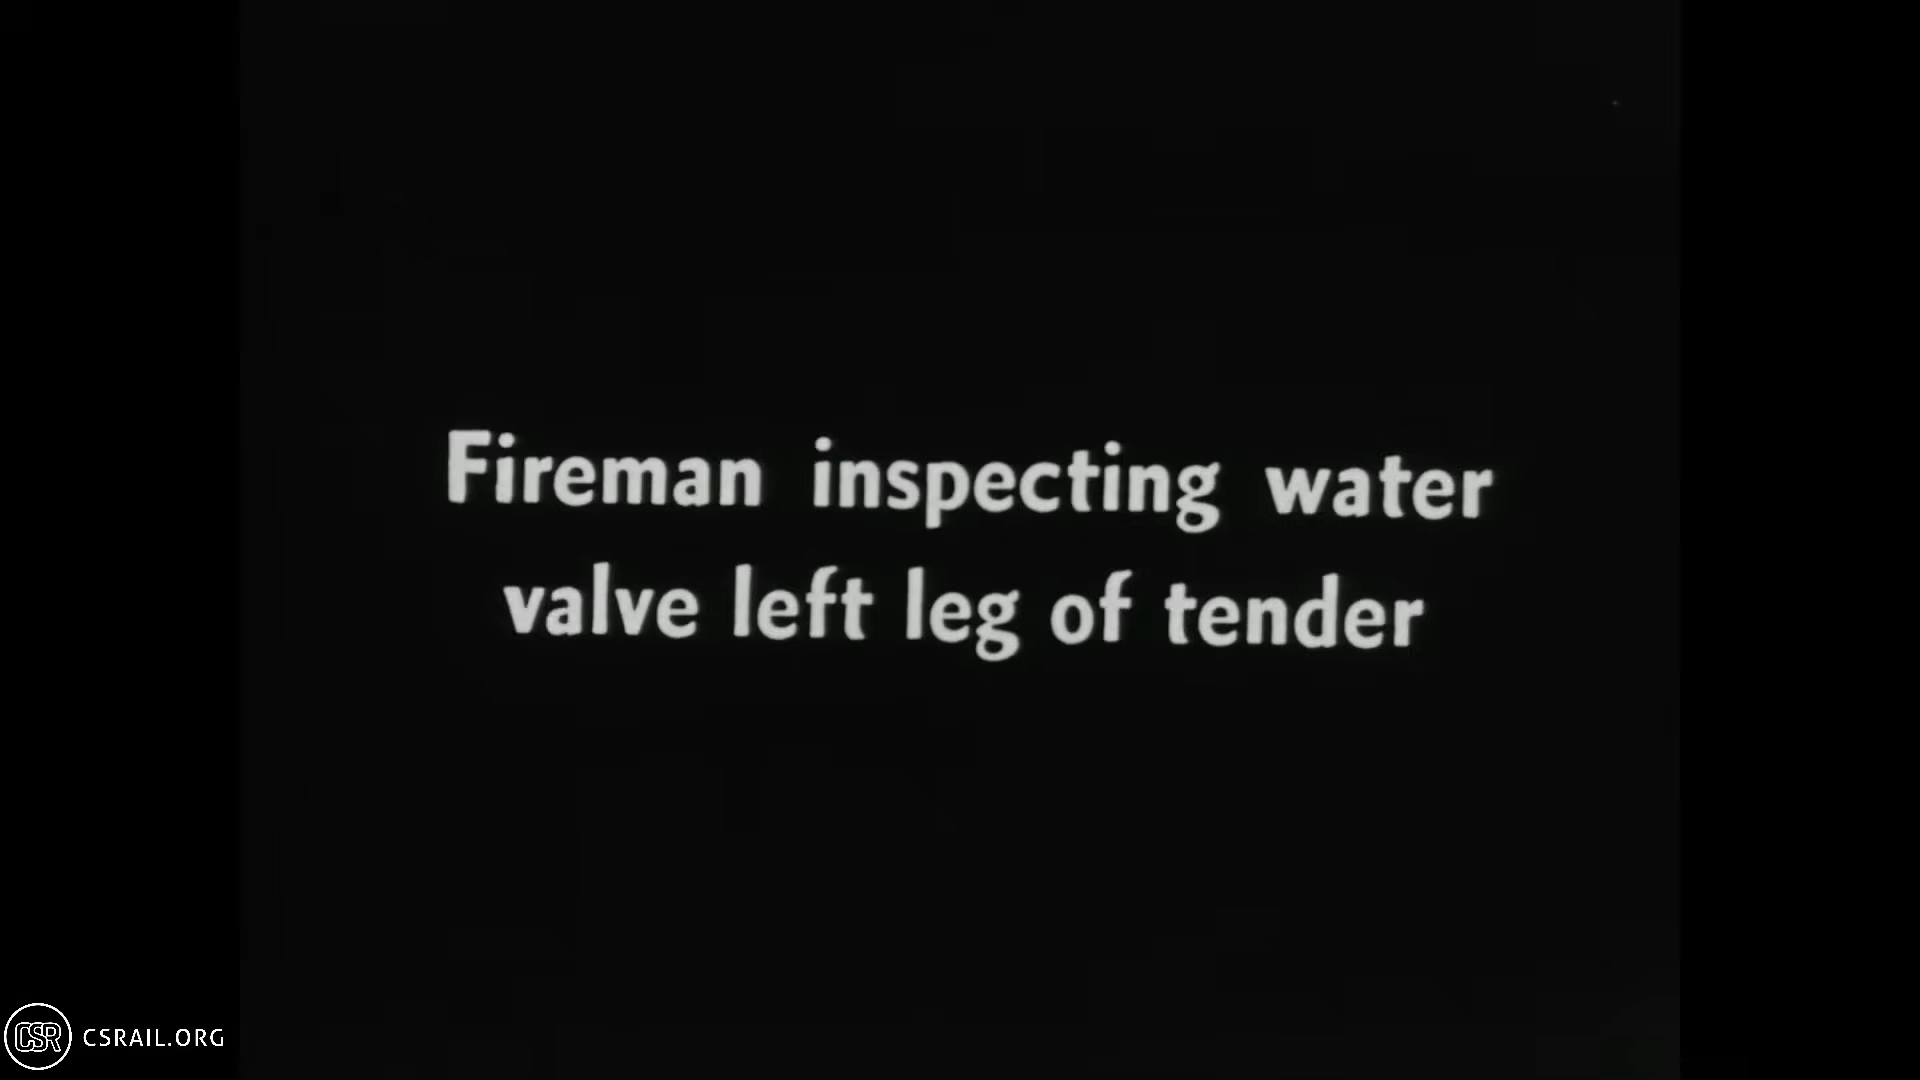 Fireman inspecting water
valve left leg of tender
CSR CSRAIL.ORG